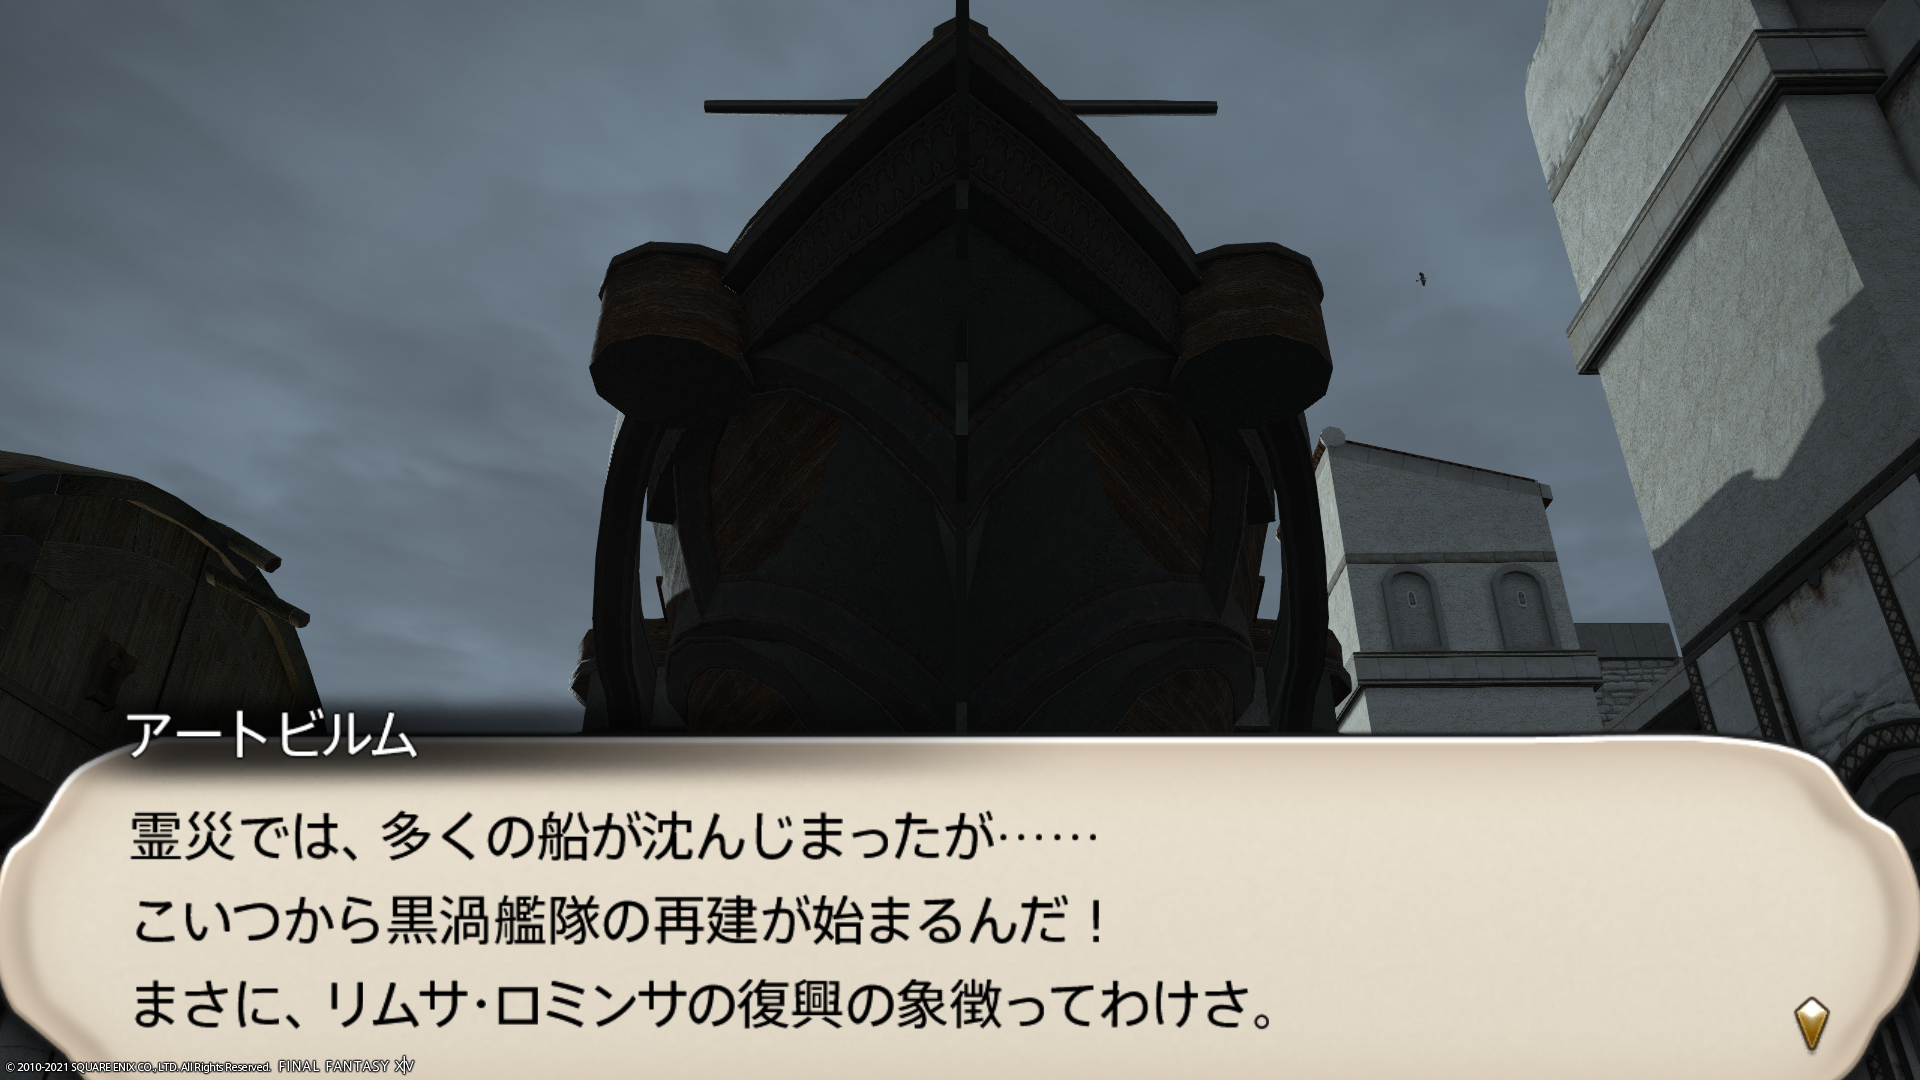 アートビルム
霊災では、多くの船が沈んじまったが……
こいつから黒渦艦隊の再建が始まるんだ！
まさに、リムサ・ロミンサの復興の象徴ってわけさ。
© 2010-2021 SQUARE ENIX CO., LTD. All Rights Reserved. FINAL FANTASY XIV